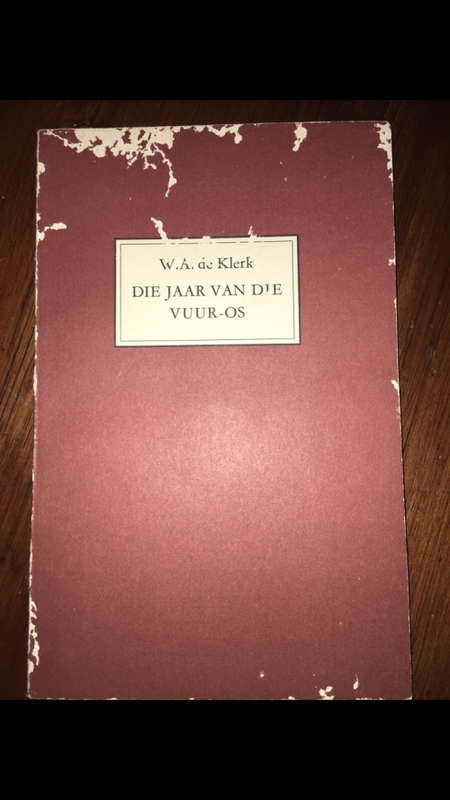 W.A. de Klerk
DIE JAAR VAN DIE
VUUR-OS